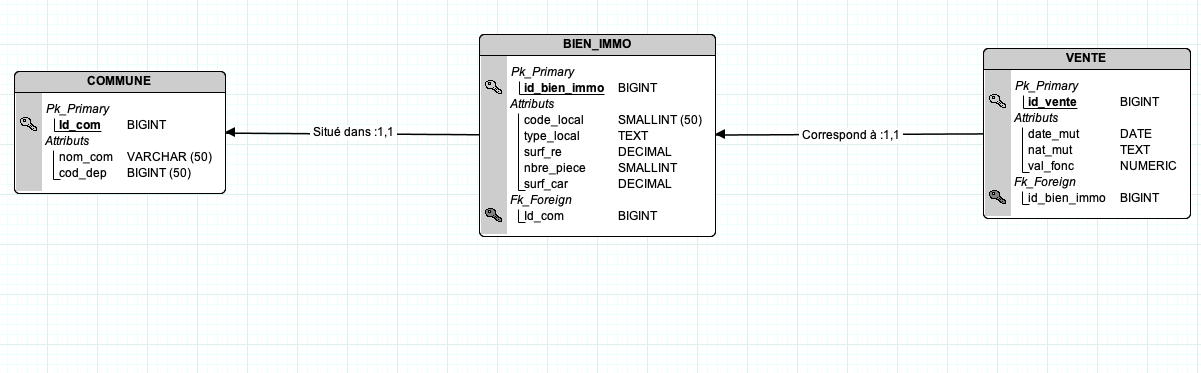 COMMUNE
Pk_Primary
Id_com BIGINT
Attributs
nom_com VARCHAR (50)
cod_dep BIGINT (50)
Situé dans :1,1
BIEN_IMMO
Pk_Primary
id_bien_immo BIGINT
Attributs
code_local SMALLINT (50)
type_local TEXT
surf_re DECIMAL
nbre_piece SMALLINT
surf_car DECIMAL
Fk_Foreign
Id_com BIGINT
Correspond à :1,1
VENTE
Pk_Primary
id_vente BIGINT
Attributs
date_mut DATE
nat_mut TEXT
val_fonc NUMERIC
Fk_Foreign
id_bien_immo BIGINT